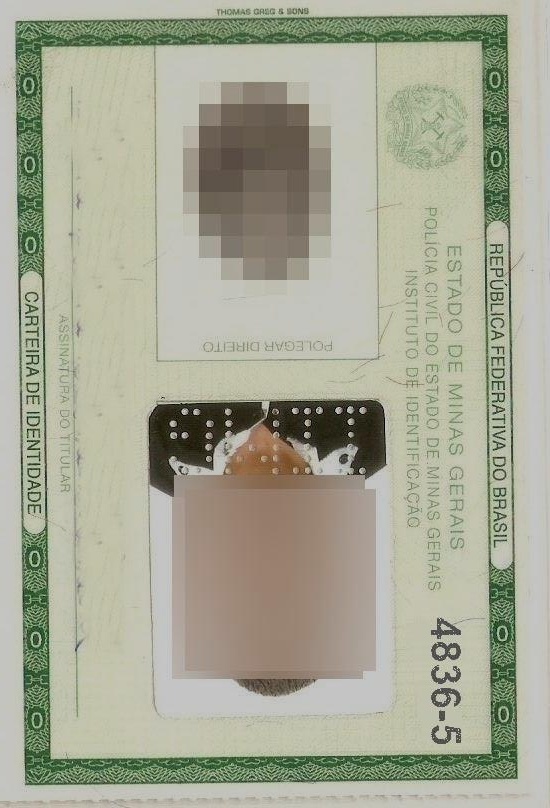 THOMAS GREG & SONS
REPÚBLICA FEDERATIVA DO BRASIL
ESTADO DE MINAS GERAIS
POLÍCIA CIVIL DO ESTADO DE MINAS GERAIS
INSTITUTO DE IDENTIFICAÇÃO
4836-5
POLEGAR DIREITO
ASSINATURA DO TITULAR
CARTEIRA DE IDENTIDADE